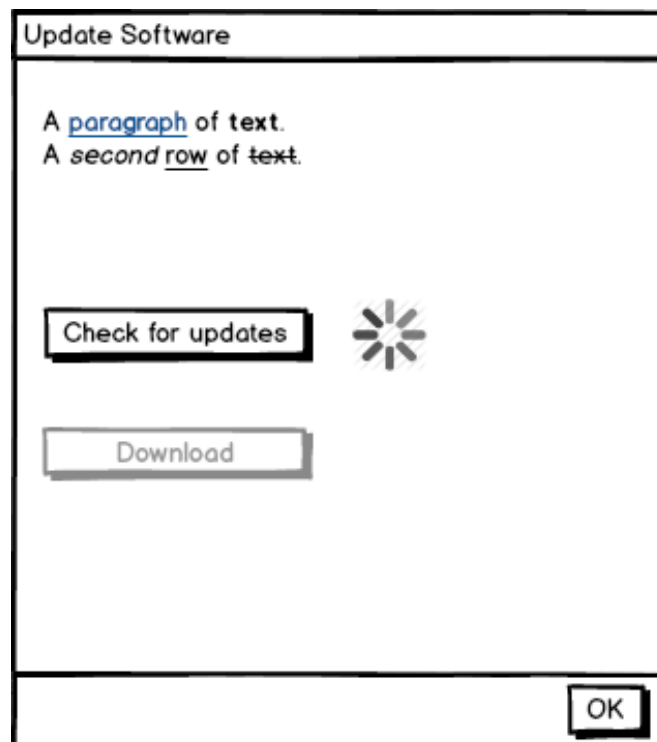 Update Software
A paragraph of text.
A second row of text.
Check for updates
Download
OK